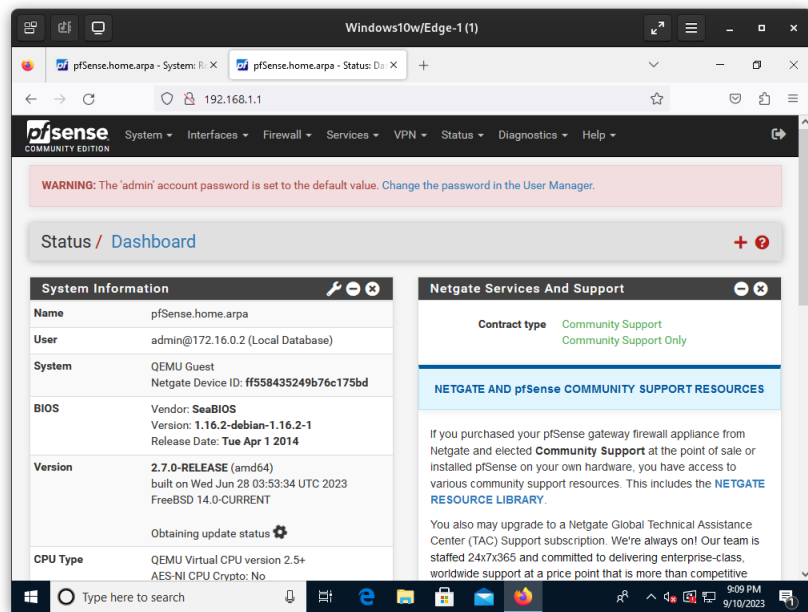 Windows10w/Edge-1 (1)
pfSense.home.arpa - System: R
pfSense.home.arpa - Status: Da
192.168.1.1
pfsense
COMMUNITY EDITION
System
Interfaces
Firewall
Services
VPN
Status
Diagnostics
Help
WARNING: The 'admin' account password is set to the default value. Change the password in the User Manager.
Status / Dashboard
System Information
Name pfSense.home.arpa
User admin@172.16.0.2 (Local Database)
System QEMU Guest
Netgate Device ID: ff558435249b76c175bd
BIOS Vendor: SeaBIOS
Version: 1.16.2-debian-1.16.2-1
Release Date: Tue Apr 1 2014
Version 2.7.0-RELEASE (amd64)
built on Wed Jun 28 03:53:34 UTC 2023
FreeBSD 14.0-CURRENT
Obtaining update status
CPU Type QEMU Virtual CPU version 2.5+
AES-NI CPU Crypto: No
Netgate Services And Support
Contract type Community Support
Community Support Only
NETGATE AND pfSense COMMUNITY SUPPORT RESOURCES
If you purchased your pfSense gateway firewall appliance from
Netgate and elected Community Support at the point of sale or
installed pfSense on your own hardware, you have access to
various community support resources. This includes the NETGATE
RESOURCE LIBRARY.
You also may upgrade to a Netgate Global Technical Assistance
Center (TAC) Support subscription. We're always on! Our team is
staffed 24x7x365 and committed to delivering enterprise-class,
worldwide support at a price point that is more than competitive
Type here to search
9:09 PM
9/10/2023
1